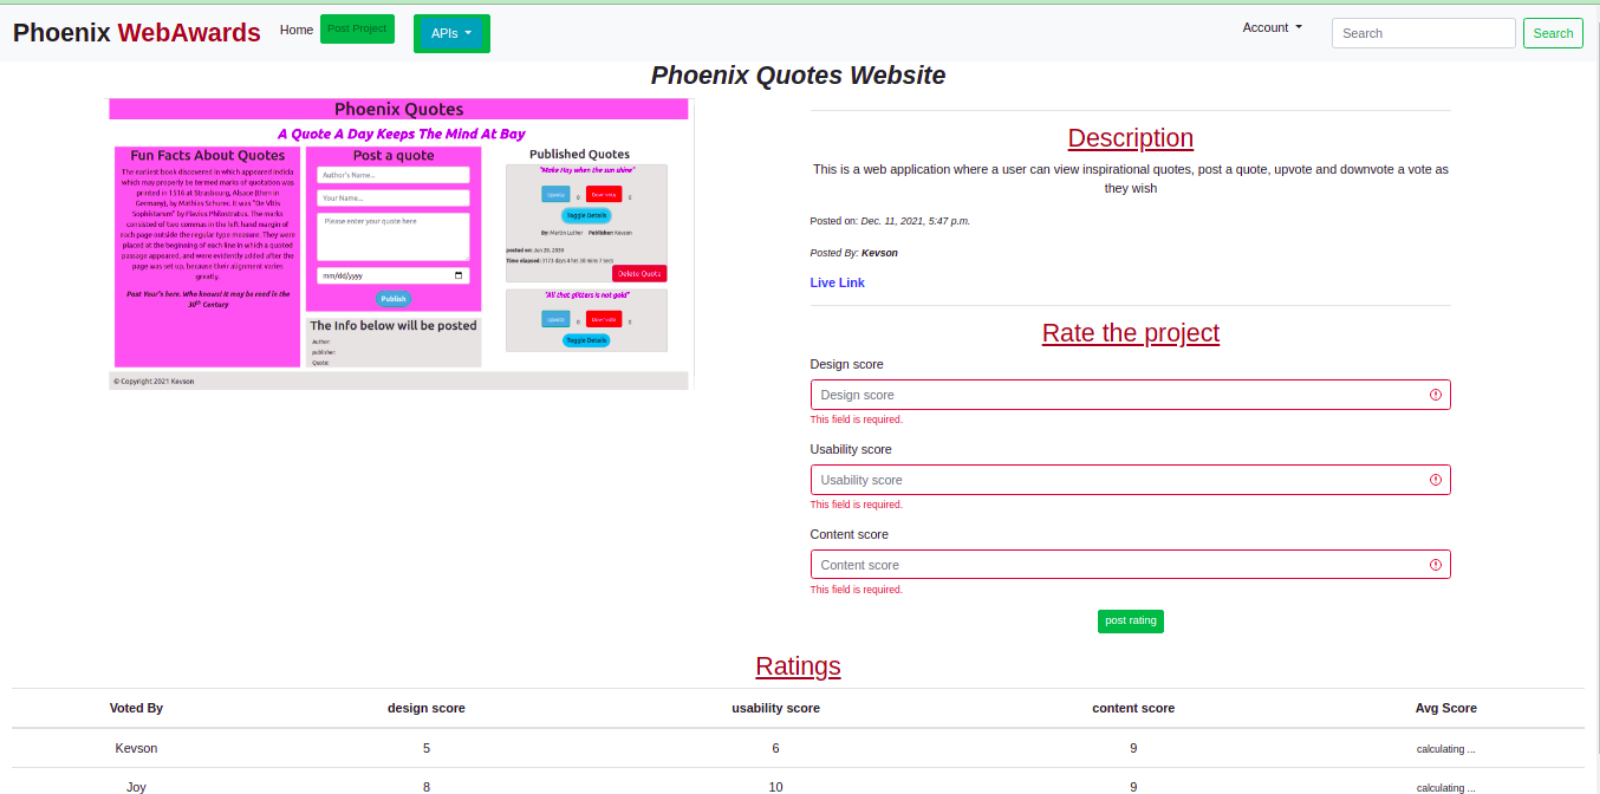 Phoenix WebAwards
Home
Post Project
APIs
Account
Search
Search
Phoenix Quotes Website
Phoenix Quotes
A Quote A Day Keeps The Mind At Bay
Fun Facts About Quotes
The earliest book discovered in which appeared indicia
which may properly be termed marks of quotation was
printed in 1516 at Strasbourg, Alsace (then in
Germany), by Mathias Schurer. It was "De Vitis
Sophistarum" by Flavius Philostratus. The marks
consisted of two commas in the left hand margin of
each page outside the regular type measure. They were
placed at the beginning of each line in which a quoted
passage appeared, and were evidently added after the
page was set up, because their alignment varies
greatly.
Post Your's here. Who knows! It may be read in the
30th Century
Post a quote
Author's Name...
Your Name...
Please enter your quote here
mm/dd/yyyy
Publish
The Info below will be posted
Author:
publisher:
Quote:
Published Quotes
"Make Hay when the sun shine"
Upvote
0
Downvote
0
Toggle Details
By: Martin Luther Publisher: Kevson
posted on: Jun 20, 2030
Time elapsed: 3173 days 4 hrs 30 mins 7 secs
Delete Quote
"All that glitters is not gold"
Upvote
0
Downvote
0
Toggle Details
© Copyright 2021 Kevson
Description
This is a web application where a user can view inspirational quotes, post a quote, upvote and downvote a vote as
they wish
Posted on: Dec. 11, 2021, 5:47 p.m.
Posted By: Kevson
Live Link
Rate the project
Design score
Design score
This field is required.
Usability score
Usability score
This field is required.
Content score
Content score
This field is required.
post rating
Ratings
Voted By design score usability score content score Avg Score
Kevson 5 6 9 calculating ...
Joy 8 10 9 calculating ...